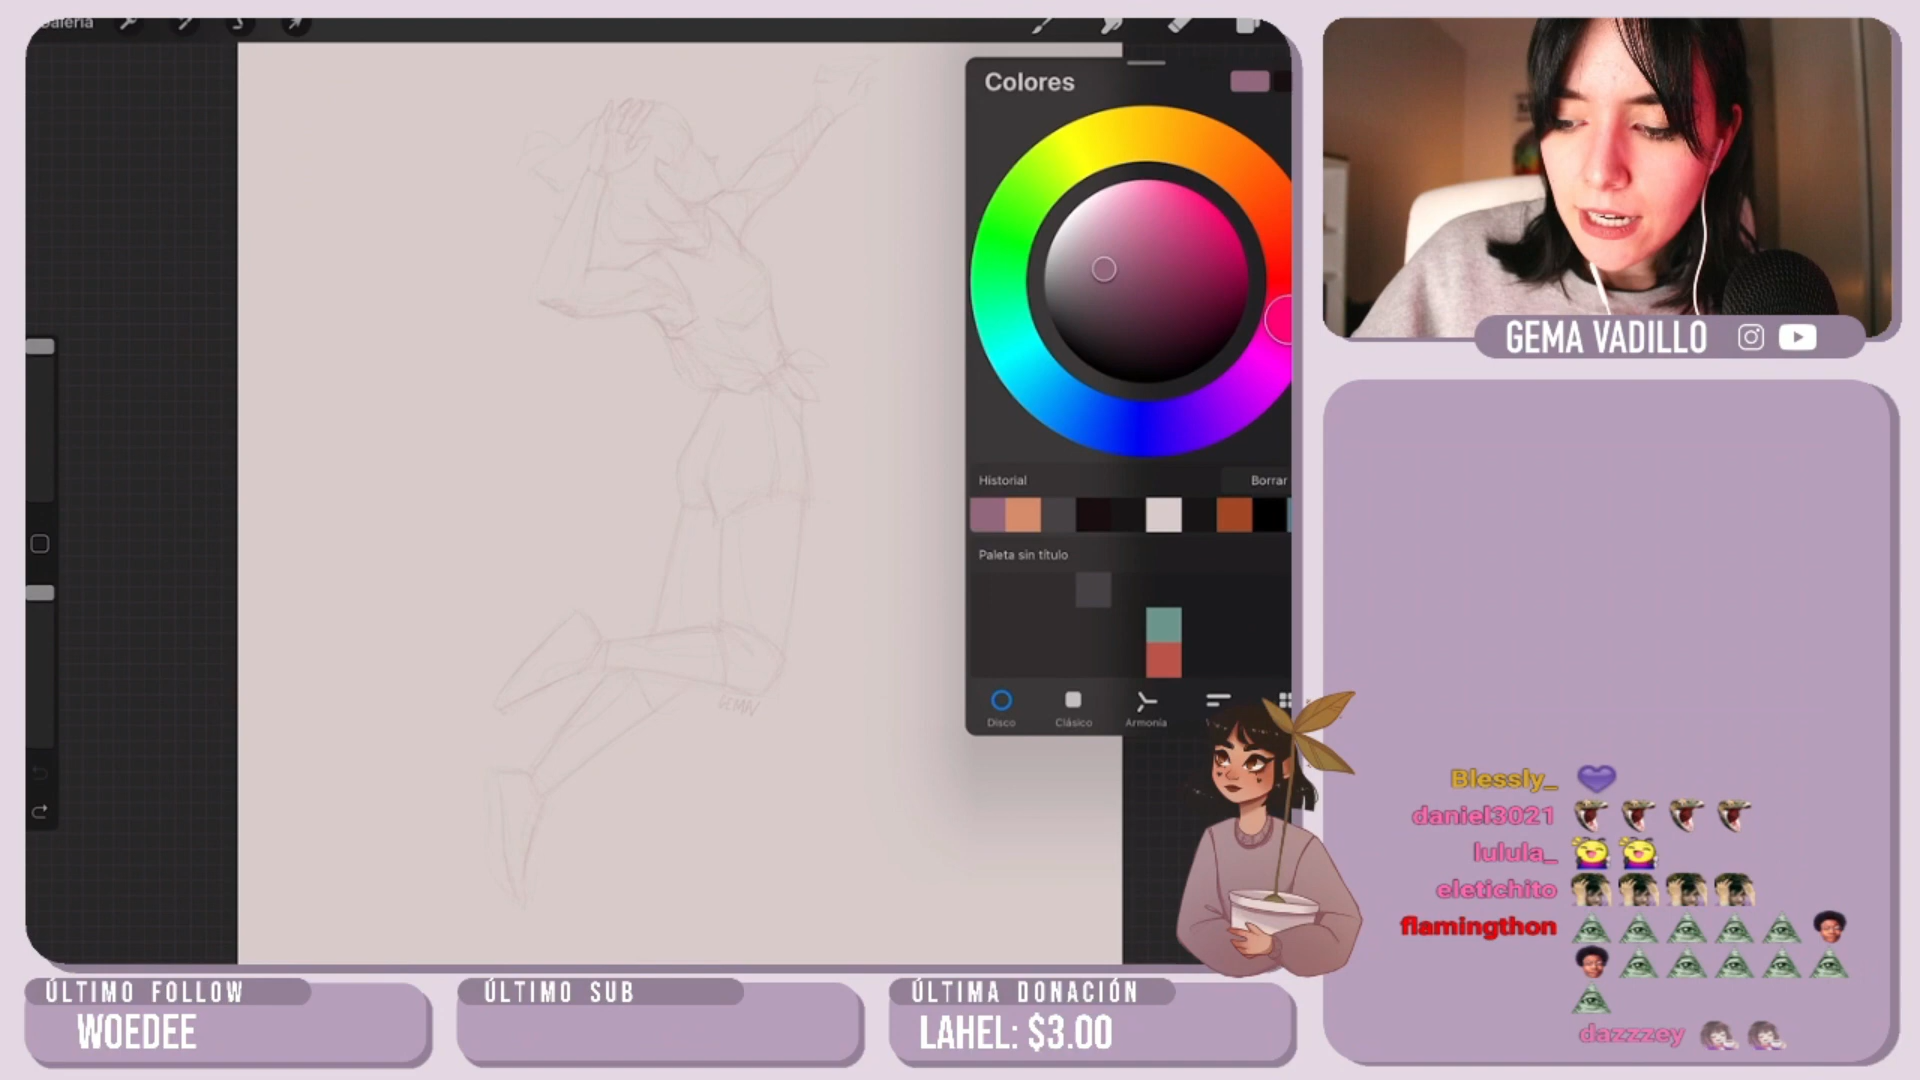 Galería
Colores
Historial
Borrar
Paleta sin título
Disco
Clásico
Armonía
GEMA VADILLO
Blessly_
daniel3021
lulula_
eletichito
flamingthon
dazzzey
ÚLTIMO FOLLOW
WOEDEE
ÚLTIMO SUB
ÚLTIMA DONACIÓN
LAHEL: $3.00